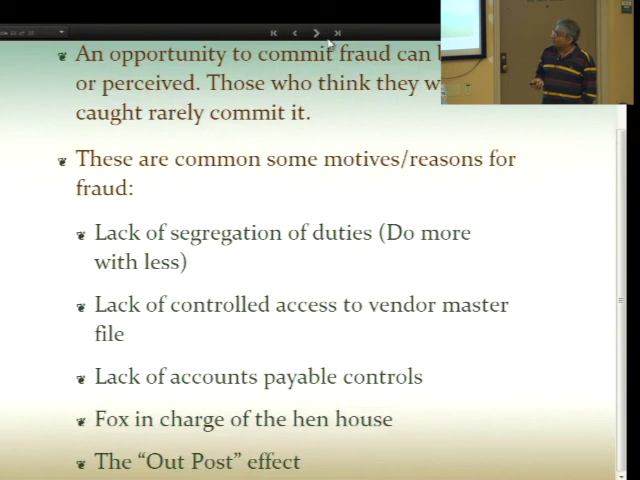 An opportunity to commit fraud can
or perceived. Those who think they
caught rarely commit it.
These are common some motives/reasons for
fraud:
Lack of segregation of duties (Do more
with less)
Lack of controlled access to vendor master
file
Lack of accounts payable controls
Fox in charge of the hen house
The “Out Post” effect